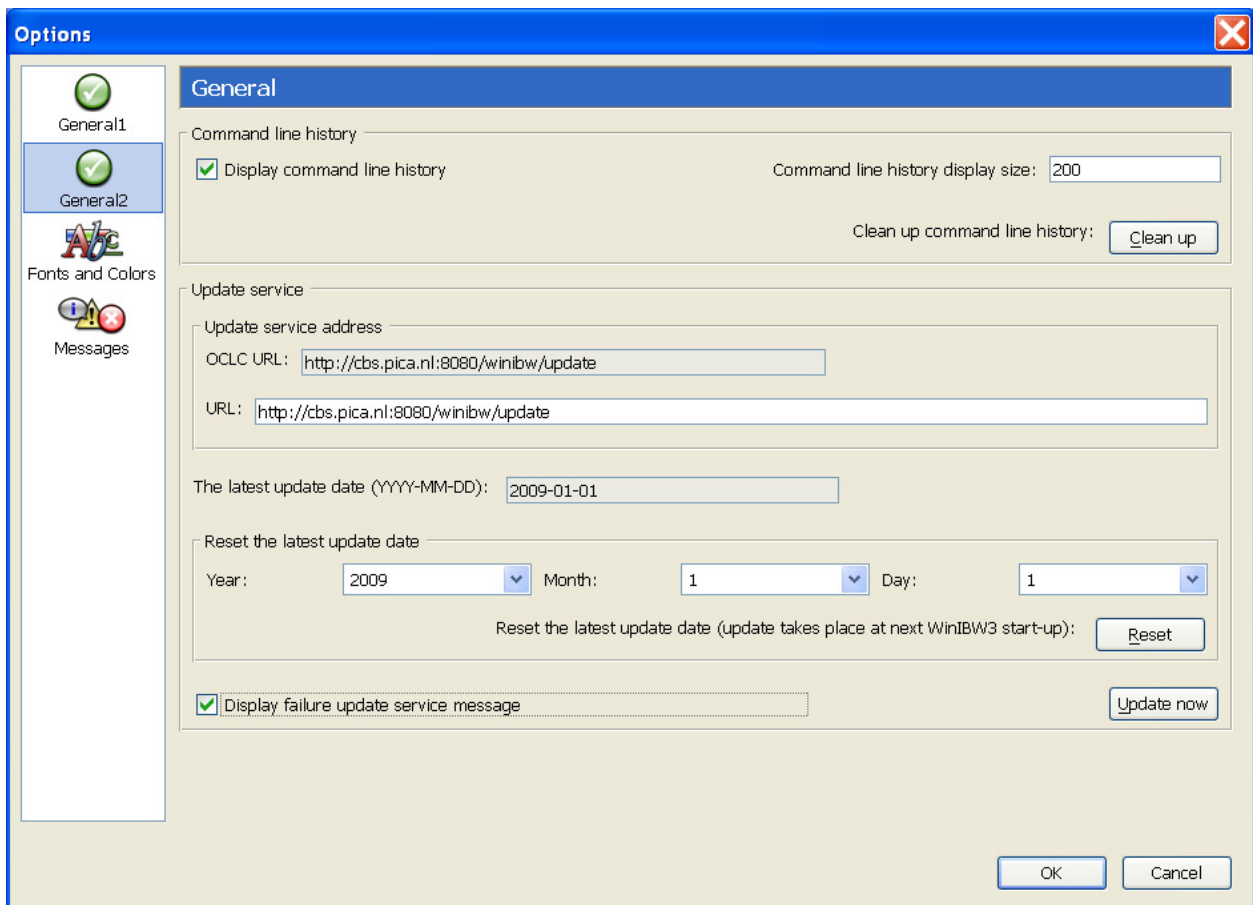 Options
General1
General2
Abc
Fonts and Colors
Messages
General
Command line history
Display command line history
Command line history display size: 200
Clean up command line history: Clean up
Update service
Update service address
OCLC URL: http://cbs.pica.nl:8080/winibw/update
URL: http://cbs.pica.nl:8080/winibw/update
The latest update date (YYYY-MM-DD): 2009-01-01
Reset the latest update date
Year: 2009 Month: 1 Day: 1
Reset the latest update date (update takes place at next WinIBW3 start-up): Reset
Display failure update service message Update now
OK Cancel